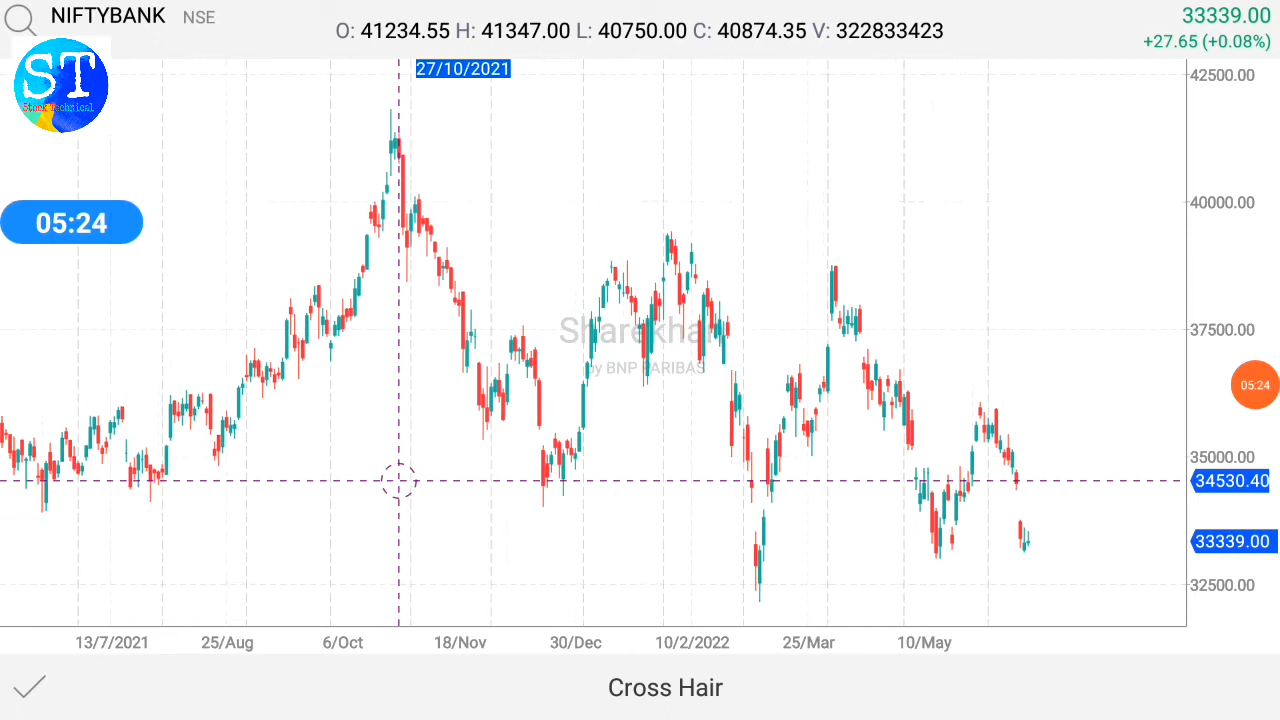 NIFTYBANK NSE
O: 41234.55 H: 41347.00 L: 40750.00 C: 40874.35 V: 322833423
33339.00
+27.65 (+0.08%)
ST
Stock Technical
27/10/2021
42500.00
40000.00
37500.00
35000.00
34530.40
33339.00
32500.00
05:24
05:24
Sharekhan
by BNP PARIBAS
13/7/2021 25/Aug 6/Oct 18/Nov 30/Dec 10/2/2022 25/Mar 10/May
Cross Hair